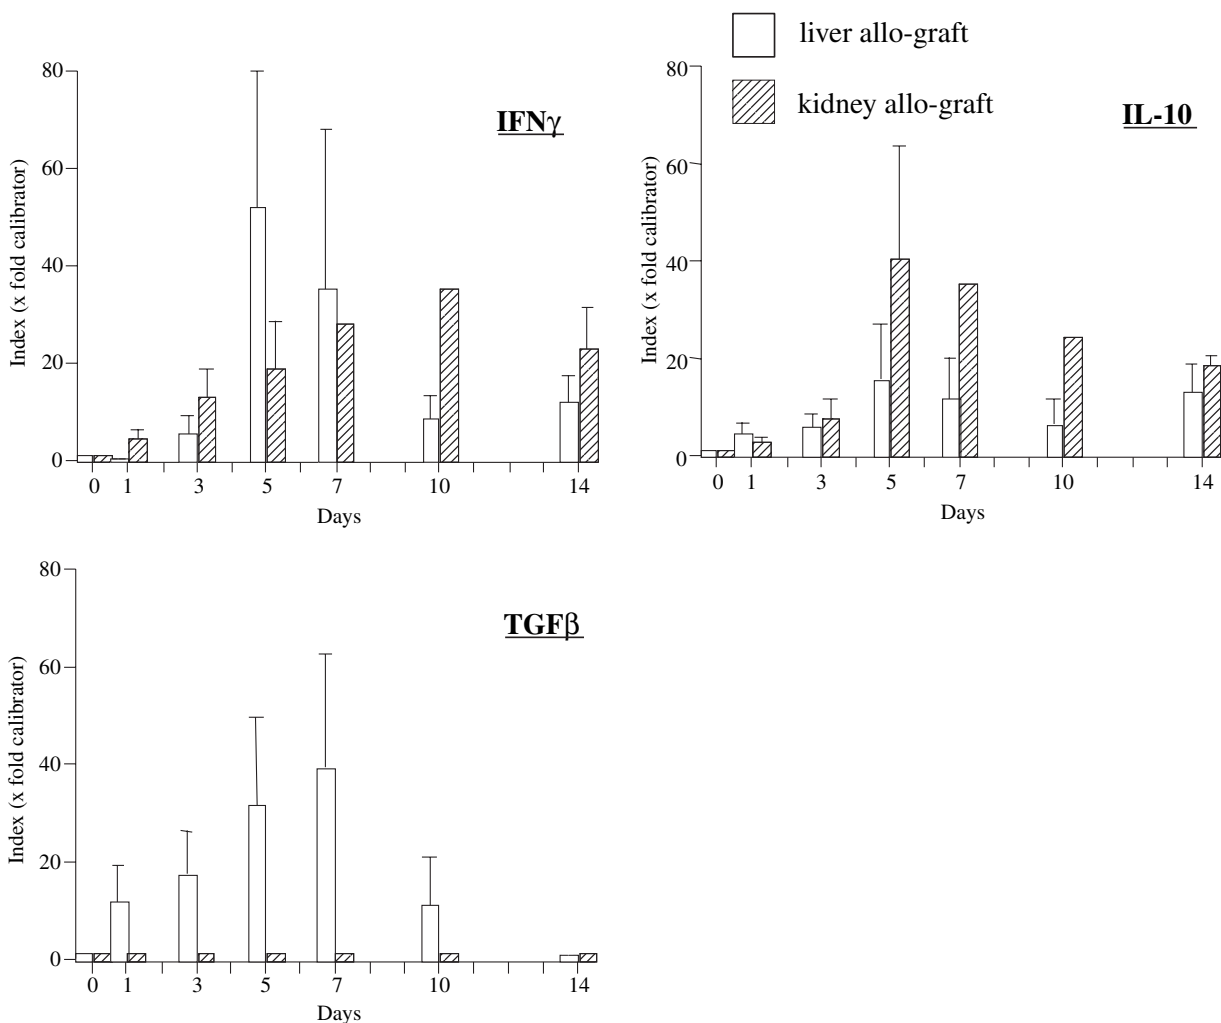 liver allo-graft
kidney allo-graft
IFNγ
80
60
40
20
0
Index (x fold calibrator)
0 1 3 5 7 10 14
Days
IL-10
80
60
40
20
0
Index (x fold calibrator)
0 1 3 5 7 10 14
Days
TGFβ
80
60
40
20
0
Index (x fold calibrator)
0 1 3 5 7 10 14
Days